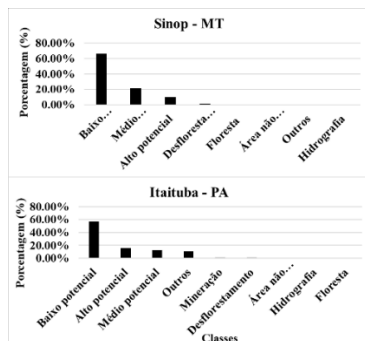 Sinop - MT
Porcentagem (%)
80.00%
60.00%
40.00%
20.00%
0.00%
Baixo...
Médio...
Alto potencial
Desfloresta...
Floresta
Área não...
Outros
Hidrografia
Itaituba - PA
Porcentagem (%)
80.00%
60.00%
40.00%
20.00%
0.00%
Baixo potencial
Alto potencial
Médio potencial
Outros
Mineração
Desflorestamento
Área não...
Hidrografia
Floresta
Classes